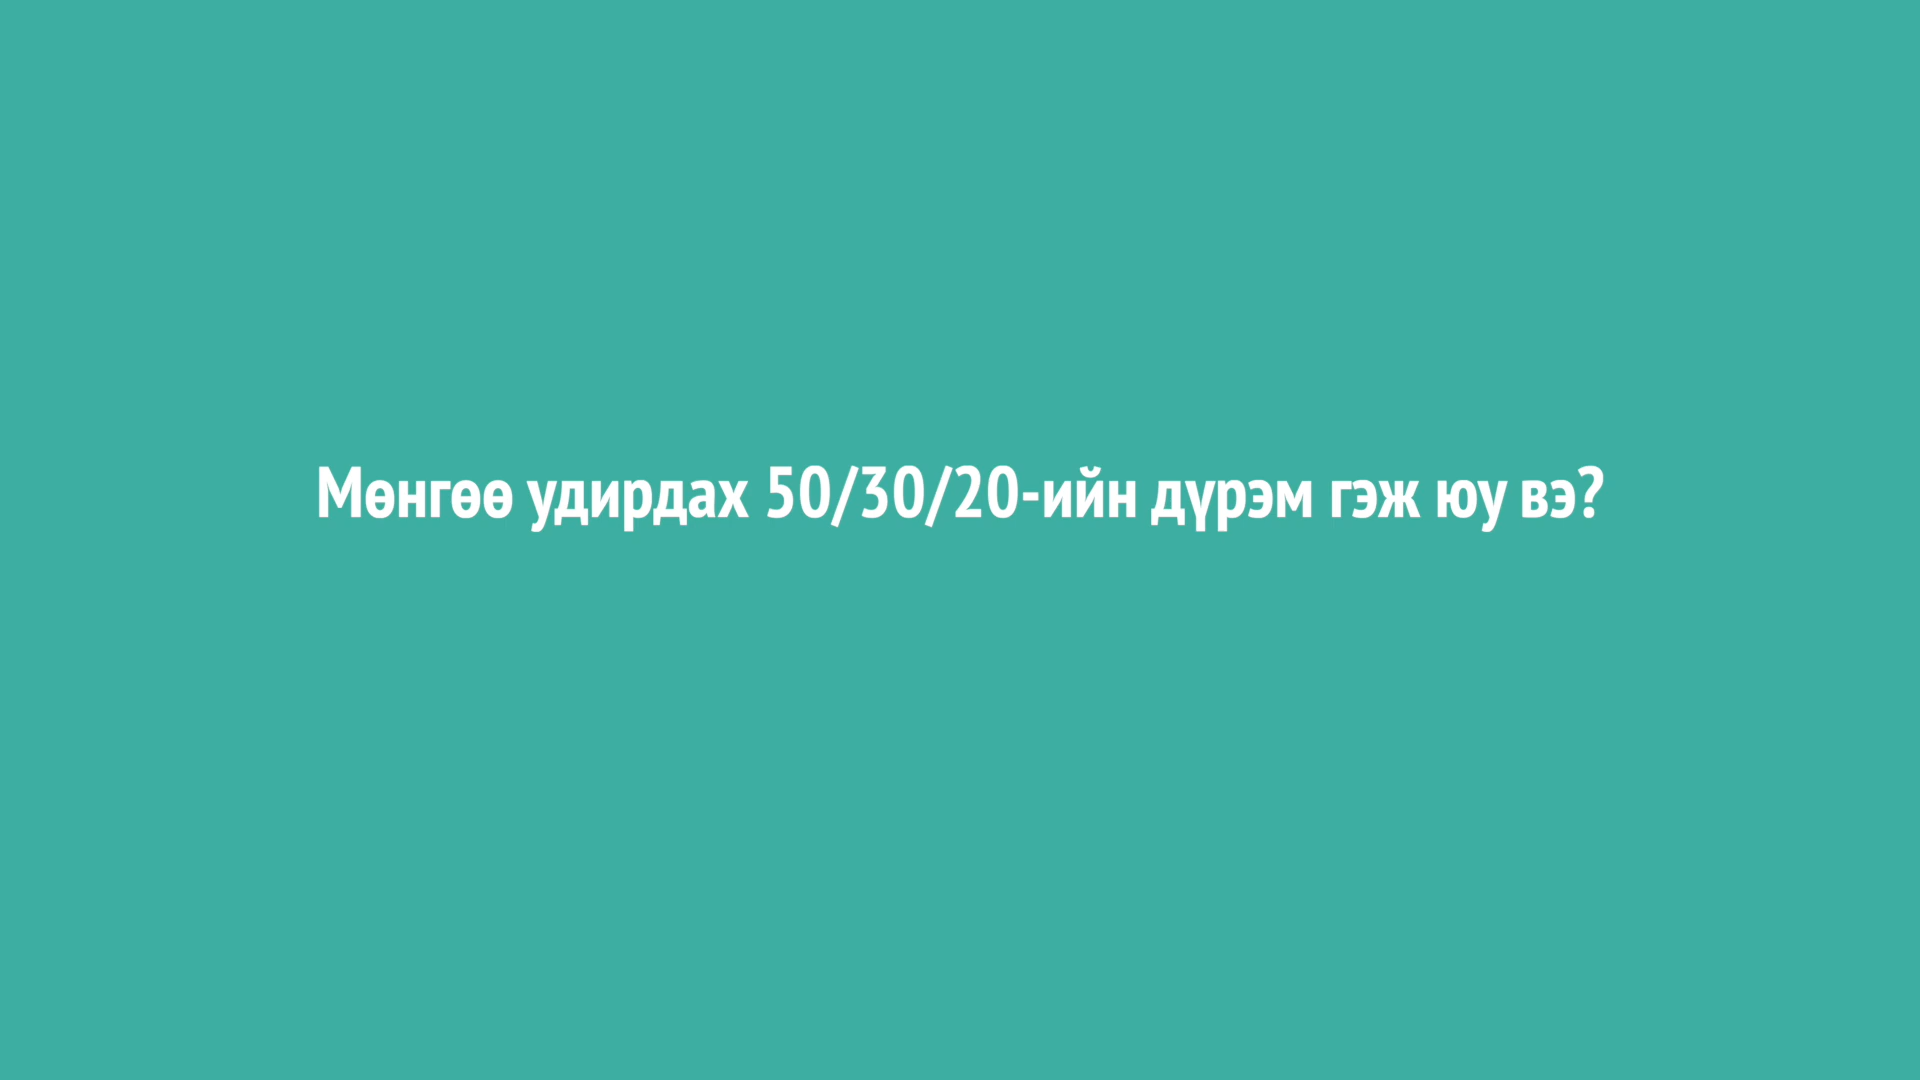 Мөнгөө удирдах 50/30/20-ийн дүрэм гэж юу вэ?